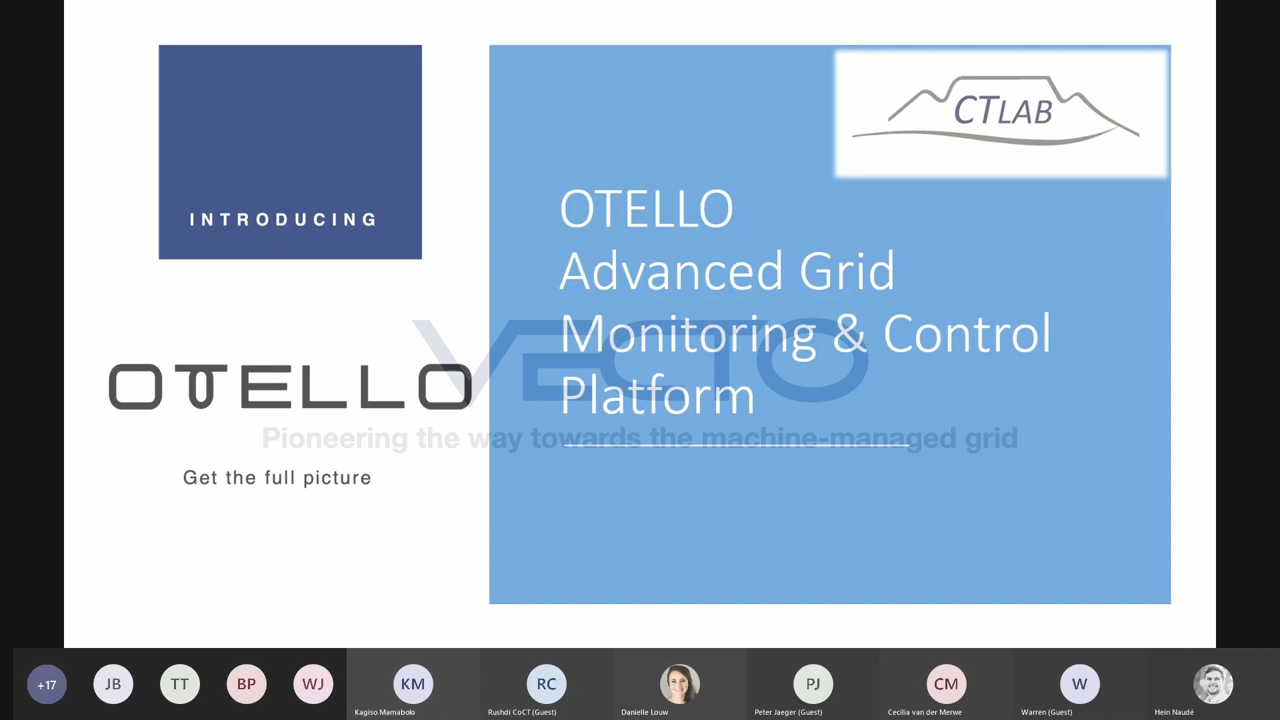 INTRODUCING
OTELLO
Get the full picture
CTLAB
OTELLO
Advanced Grid
Monitoring & Control
Platform
VECTO
Pioneering the way towards the machine-managed grid
+17
JB
TT
BP
WJ
KM
Kagiso Mamabolo
RC
Rushdi CoCT (Guest)
Danielle Louw
PJ
Peter Jaeger (Guest)
CM
Cecilia van der Merwe
W
Warren (Guest)
Hein Naudé